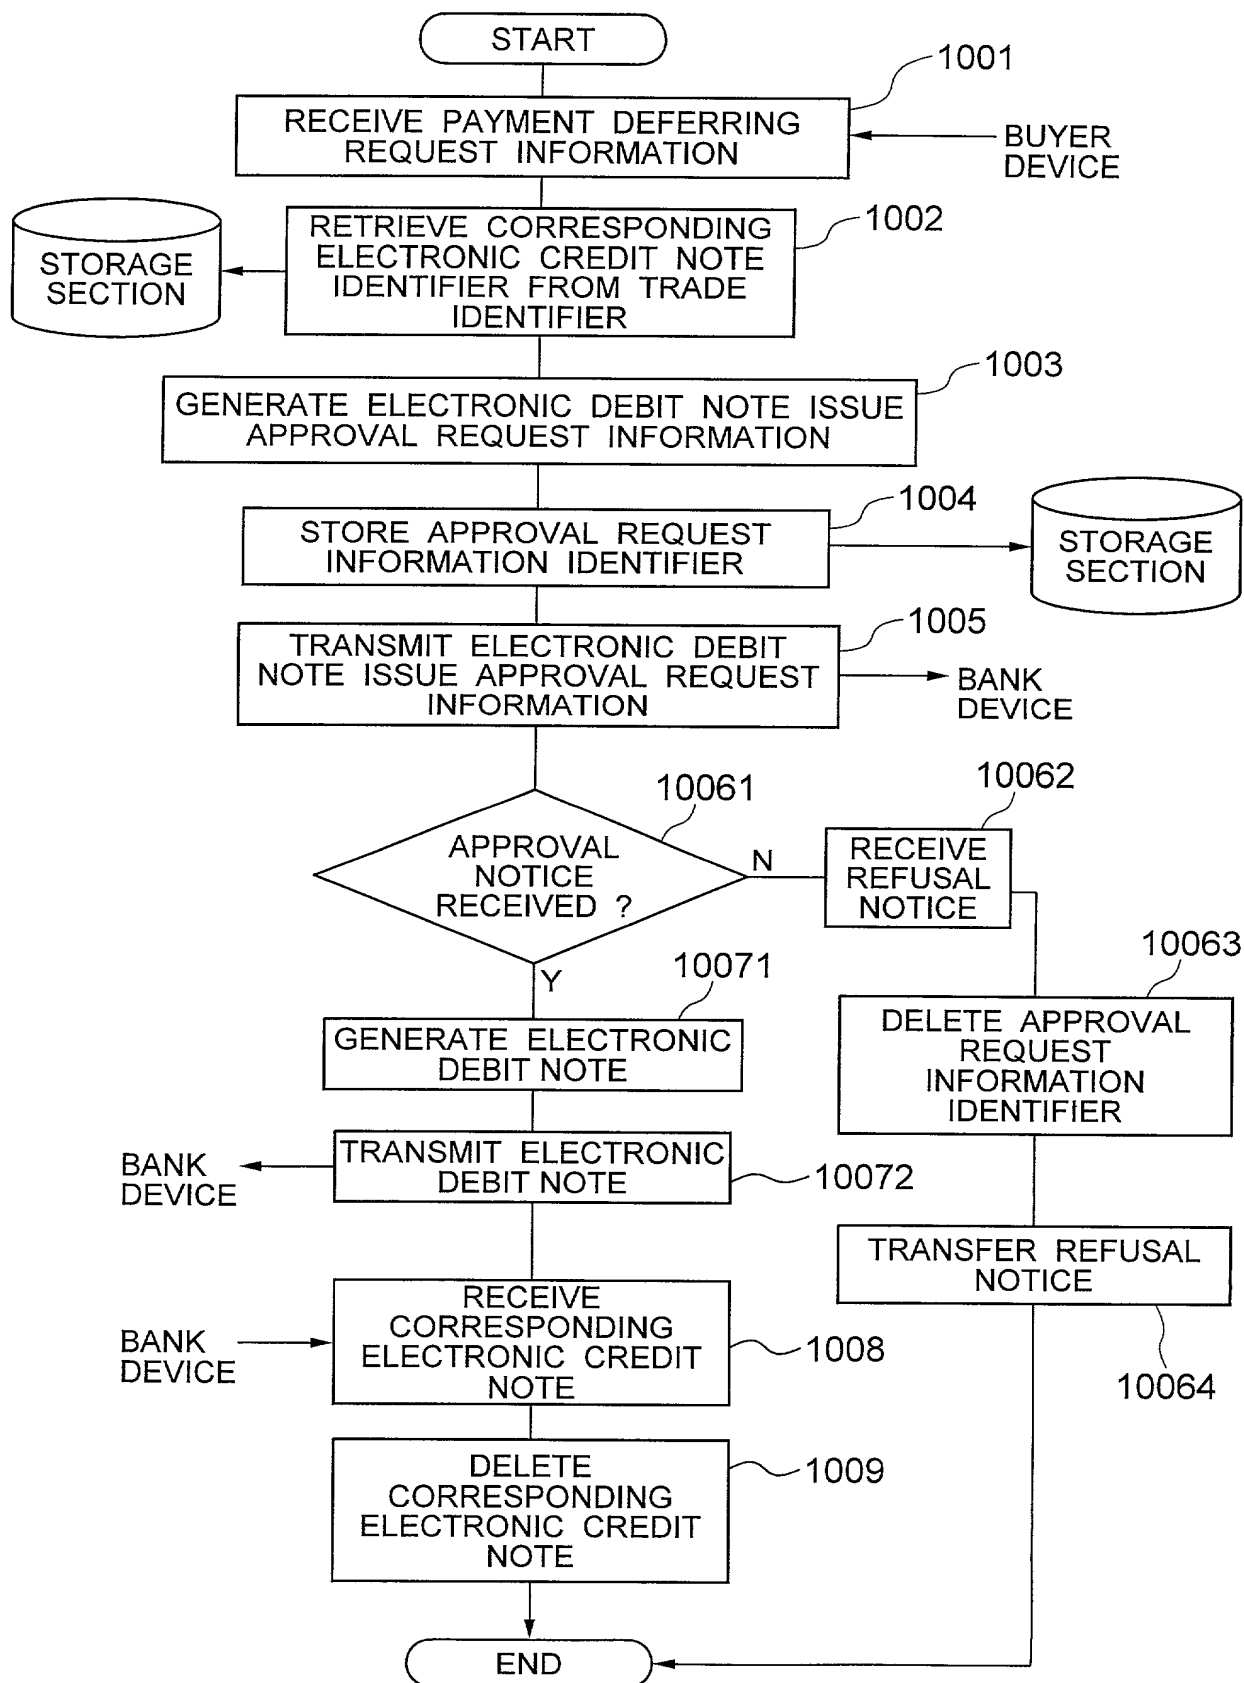 START
1001
RECEIVE PAYMENT DEFERRING
REQUEST INFORMATION
BUYER
DEVICE
1002
RETRIEVE CORRESPONDING
ELECTRONIC CREDIT NOTE
IDENTIFIER FROM TRADE
IDENTIFIER
STORAGE
SECTION
1003
GENERATE ELECTRONIC DEBIT NOTE ISSUE
APPROVAL REQUEST INFORMATION
1004
STORE APPROVAL REQUEST
INFORMATION IDENTIFIER
STORAGE
SECTION
1005
TRANSMIT ELECTRONIC DEBIT
NOTE ISSUE APPROVAL REQUEST
INFORMATION
BANK
DEVICE
10061
APPROVAL
NOTICE
RECEIVED ?
N
10062
RECEIVE
REFUSAL
NOTICE
Y
10071
GENERATE ELECTRONIC
DEBIT NOTE
10063
DELETE APPROVAL
REQUEST
INFORMATION
IDENTIFIER
BANK
DEVICE
TRANSMIT ELECTRONIC
DEBIT NOTE
10072
TRANSFER REFUSAL
NOTICE
10064
BANK
DEVICE
RECEIVE
CORRESPONDING
ELECTRONIC CREDIT
NOTE
1008
DELETE
CORRESPONDING
ELECTRONIC CREDIT
NOTE
1009
END